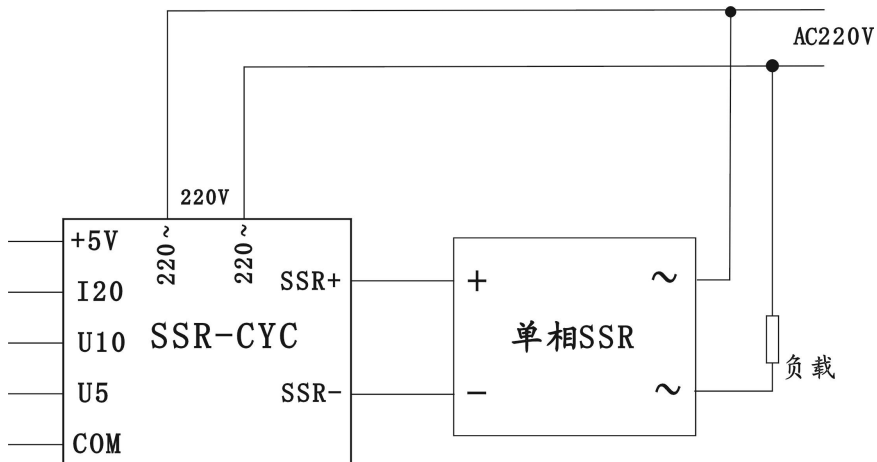 AC220V
220V
220~
220~
+5V
I20
U10
U5
COM
SSR-CYC
SSR+
SSR-
+
-
单相SSR
~
~
负载